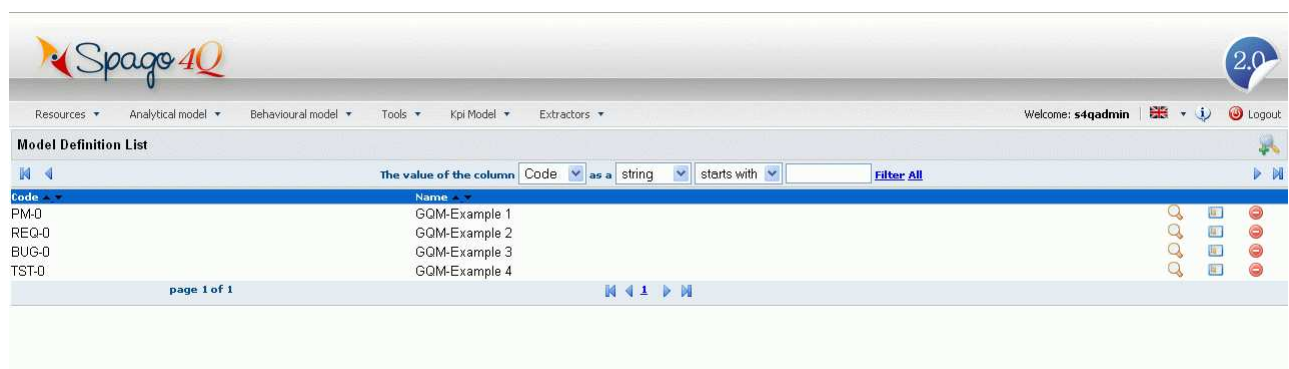 Spago4Q
2.0
Resources Analytical model Behavioural model Tools Kpi Model Extractors Welcome: s4qadmin Logout
Model Definition List
The value of the column Code as a string starts with Filter All
Code Name
PM-0 GQM-Example 1
REQ-0 GQM-Example 2
BUG-0 GQM-Example 3
TST-0 GQM-Example 4
page 1 of 1 1